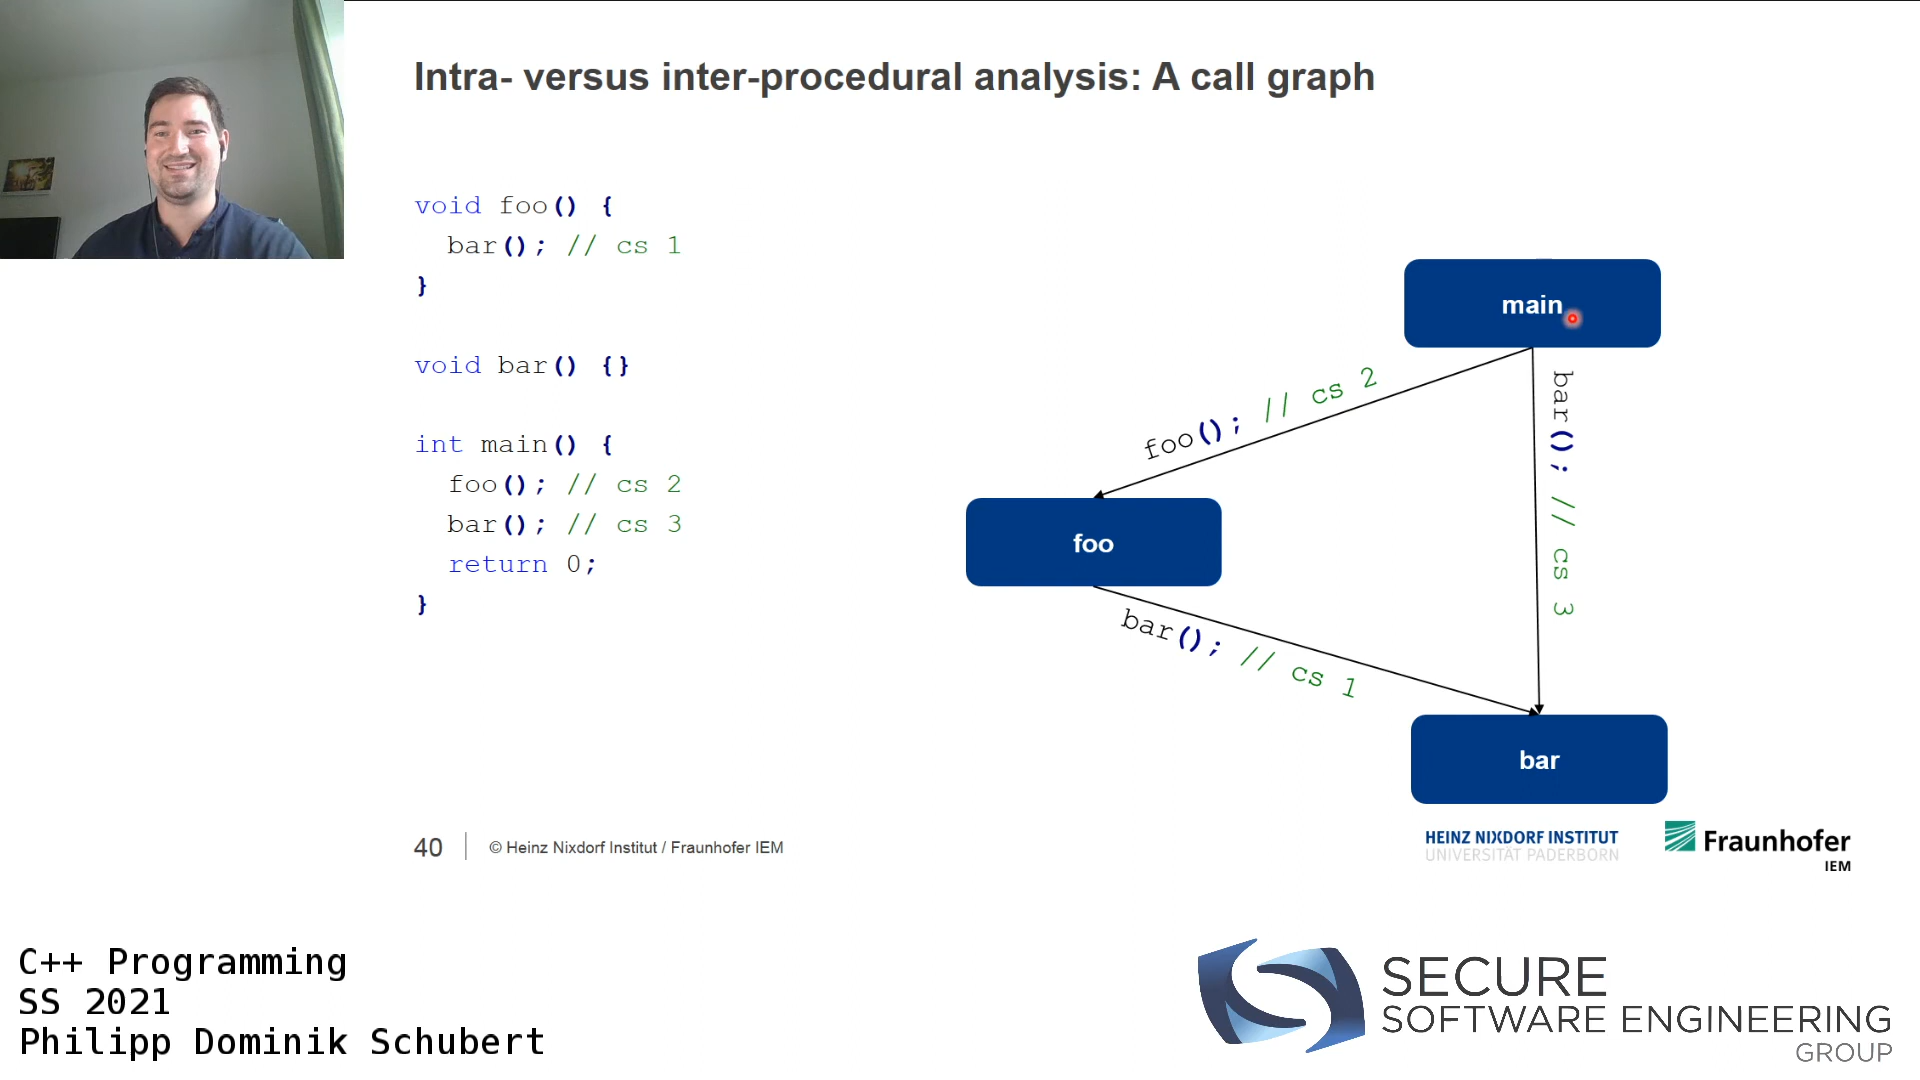 Intra- versus inter-procedural analysis: A call graph
void foo() {
bar(); // cs 1
}
void bar() {}
int main() {
foo(); // cs 2
bar(); // cs 3
return 0;
}
main
foo(); // cs 2
bar(); // cs 3
foo
bar(); // cs 1
bar
40
© Heinz Nixdorf Institut / Fraunhofer IEM
HEINZ NIXDORF INSTITUT
UNIVERSITÄT PADERBORN
Fraunhofer
IEM
C++ Programming
SS 2021
Philipp Dominik Schubert
SECURE
SOFTWARE ENGINEERING
GROUP